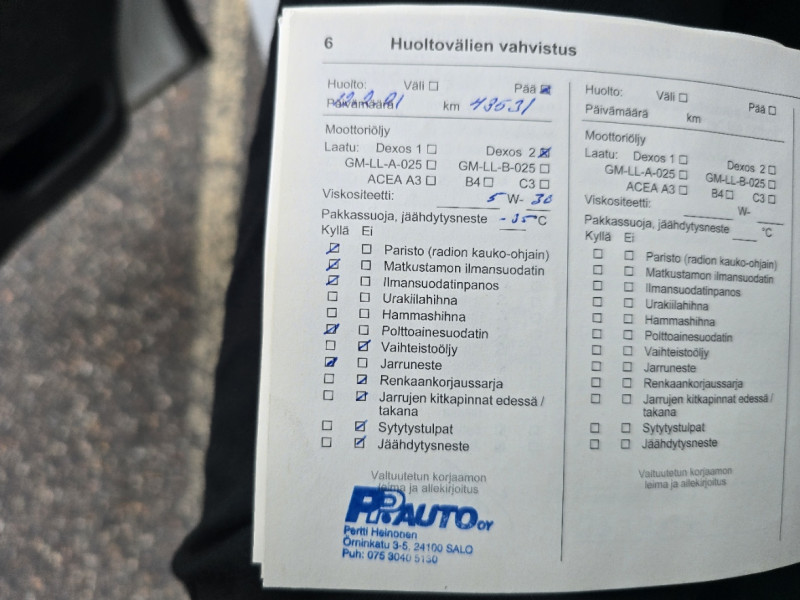 6 Huoltovälien vahvistus
Huolto: Väli Pää
Päivämäärä km 43531
Moottoriöljy
Laatu: Dexos 1 Dexos 2
GM-LL-A-025 GM-LL-B-025
ACEA A3 B4 C3
Viskositeetti: 5 W- 30
Pakkassuoja, jäähdytysneste -35 °C
Kyllä Ei
Paristo (radion kauko-ohjain)
Matkustamon ilmansuodatin
Ilmansuodatinpanos
Urakiilahihna
Hammashihna
Polttoainesuodatin
Vaihteistoöljy
Jarruneste
Renkaankorjaussarja
Jarrujen kitkapinnat edessä /
takana
Sytytystulpat
Jäähdytysneste
Valtuutetun korjaamon
leima ja allekirjoitus
PR AUTO OY
Pertti Heinonen
Örninkatu 3-5, 24100 SALO
Puh: 075 3040 5130
Huolto: Väli Pää
Päivämäärä km
Moottoriöljy
Laatu: Dexos 1 Dexos 2
GM-LL-A-025 GM-LL-B-025
ACEA A3 B4 C3
Viskositeetti: W-
Pakkassuoja, jäähdytysneste °C
Kyllä Ei
Paristo (radion kauko-ohjain)
Matkustamon ilmansuodatin
Ilmansuodatinpanos
Urakiilahihna
Hammashihna
Polttoainesuodatin
Vaihteistoöljy
Jarruneste
Renkaankorjaussarja
Jarrujen kitkapinnat edessä /
takana
Sytytystulpat
Jäähdytysneste
Valtuutetun korjaamon
leima ja allekirjoitus